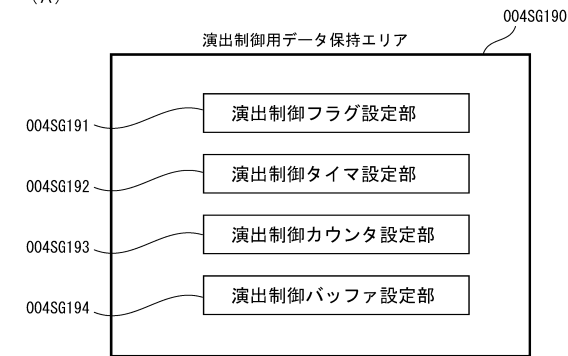 004SG190
演出制御用データ保持エリア
演出制御フラグ設定部
004SG191
演出制御タイマ設定部
004SG192
演出制御カウンタ設定部
004SG193
演出制御バッファ設定部
004SG194